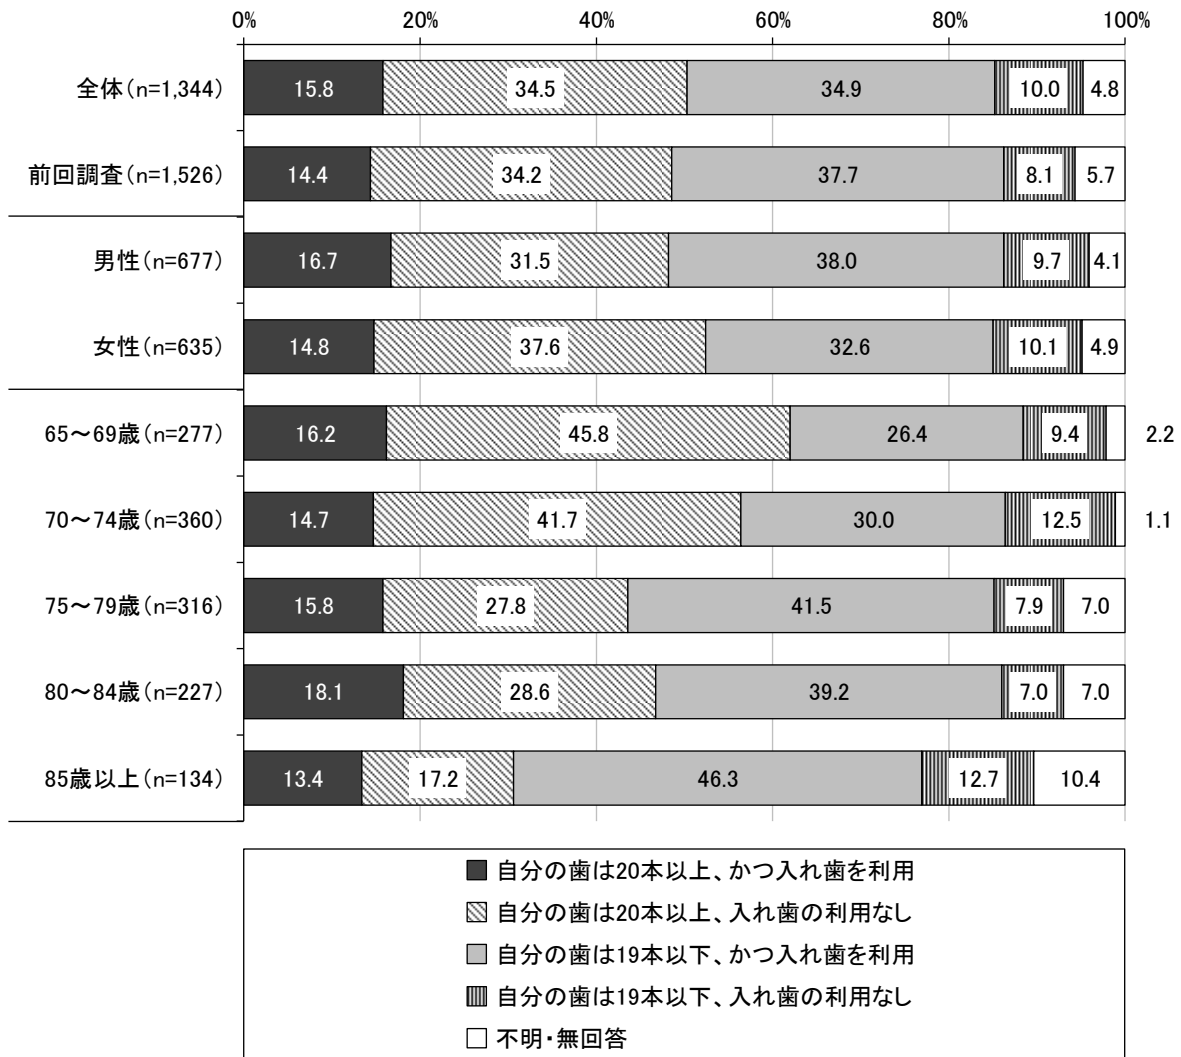 0% 20% 40% 60% 80% 100%
全体(n=1,344) 15.8 34.5 34.9 10.0 4.8
前回調査(n=1,526) 14.4 34.2 37.7 8.1 5.7
男性(n=677) 16.7 31.5 38.0 9.7 4.1
女性(n=635) 14.8 37.6 32.6 10.1 4.9
65～69歳(n=277) 16.2 45.8 26.4 9.4 2.2
70～74歳(n=360) 14.7 41.7 30.0 12.5 1.1
75～79歳(n=316) 15.8 27.8 41.5 7.9 7.0
80～84歳(n=227) 18.1 28.6 39.2 7.0 7.0
85歳以上(n=134) 13.4 17.2 46.3 12.7 10.4
自分の歯は20本以上、かつ入れ歯を利用
自分の歯は20本以上、入れ歯の利用なし
自分の歯は19本以下、かつ入れ歯を利用
自分の歯は19本以下、入れ歯の利用なし
不明・無回答